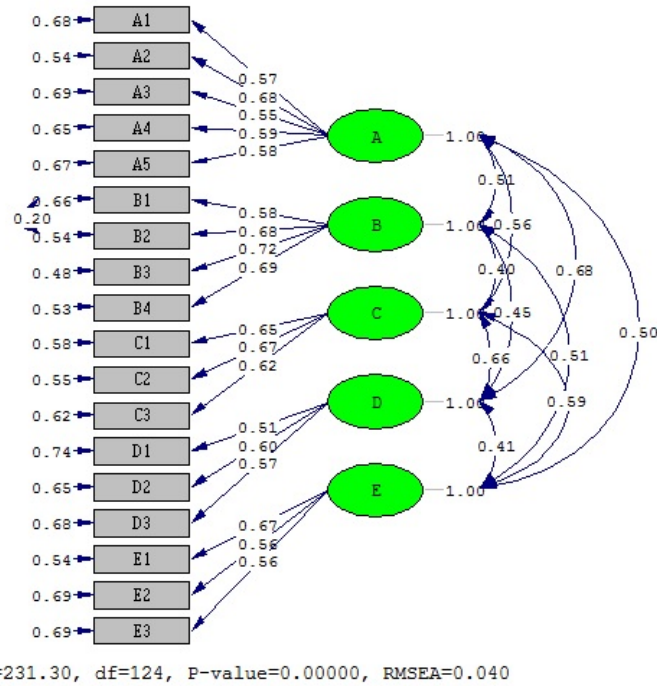 0.68 A1
0.54 A2
0.57
0.69 A3
0.68
0.55
0.65 A4
0.59
A 1.00
0.67 A5
0.58
0.51
0.66 B1
0.58
0.20
0.54 B2
0.68
B 1.00
0.56
0.72
0.48 B3
0.69
0.40
0.68
0.53 B4
C 1.00
0.45
0.58 C1
0.65
0.50
0.67
0.55 C2
0.62
0.66
0.51
0.62 C3
D 1.00
0.59
0.74 D1
0.51
0.60
0.41
0.65 D2
0.57
E 1.00
0.68 D3
0.67
0.54 E1
0.56
0.56
0.69 E2
0.69 E3
=231.30, df=124, P-value=0.00000, RMSEA=0.040